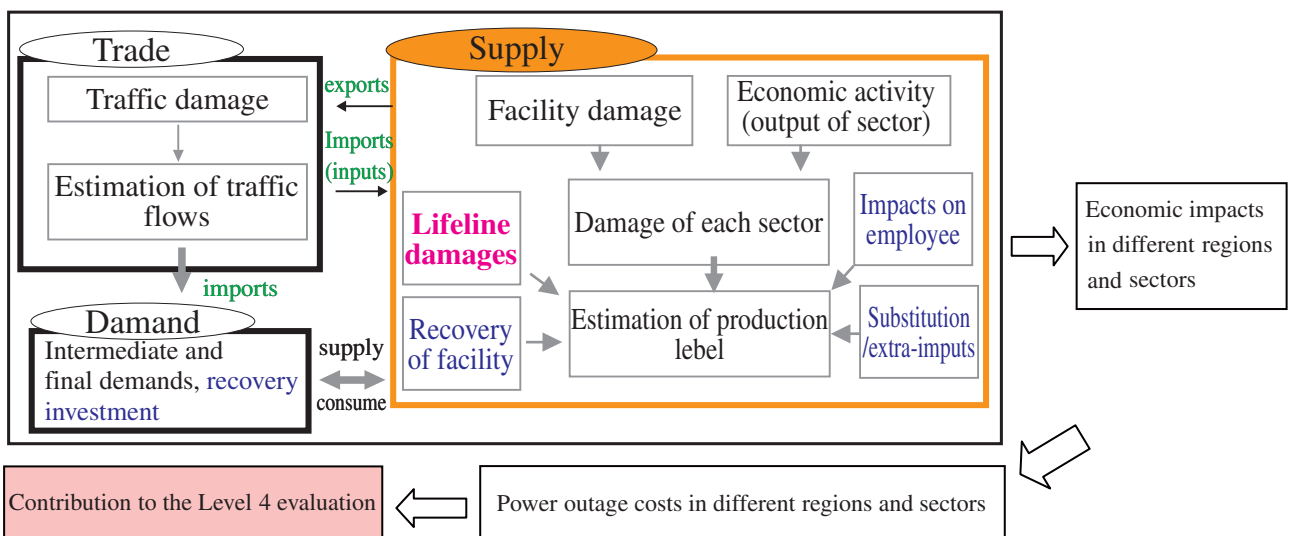 Trade
Traffic damage
Estimation of traffic
flows
exports
Imports
(inputs)
imports
Damand
Intermediate and
final demands, recovery
investment
supply
consume
Supply
Facility damage
Economic activity
(output of sector)
Lifeline
damages
Damage of each sector
Impacts on
employee
Recovery
of facility
Estimation of production
lebel
Substitution
/extra-imputs
Economic impacts
in different regions
and sectors
Power outage costs in different regions and sectors
Contribution to the Level 4 evaluation